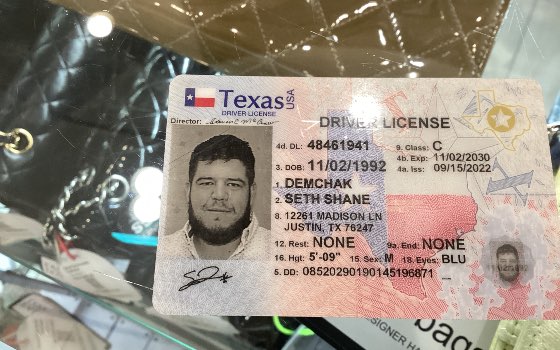 Texas USA
DRIVER LICENSE
Director:
DRIVER LICENSE
4d. DL: 48461941 9. Class: C
3. DOB: 11/02/1992 4b. Exp: 11/02/2030
4a. Iss: 09/15/2022
1. DEMCHAK
2. SETH SHANE
8. 12261 MADISON LN
JUSTIN, TX 76247
12. Rest: NONE 9a. End: NONE
16. Hgt: 5'-09" 15. Sex: M 18. Eyes: BLU
5. DD: 08520290190145196871
11/02/1992